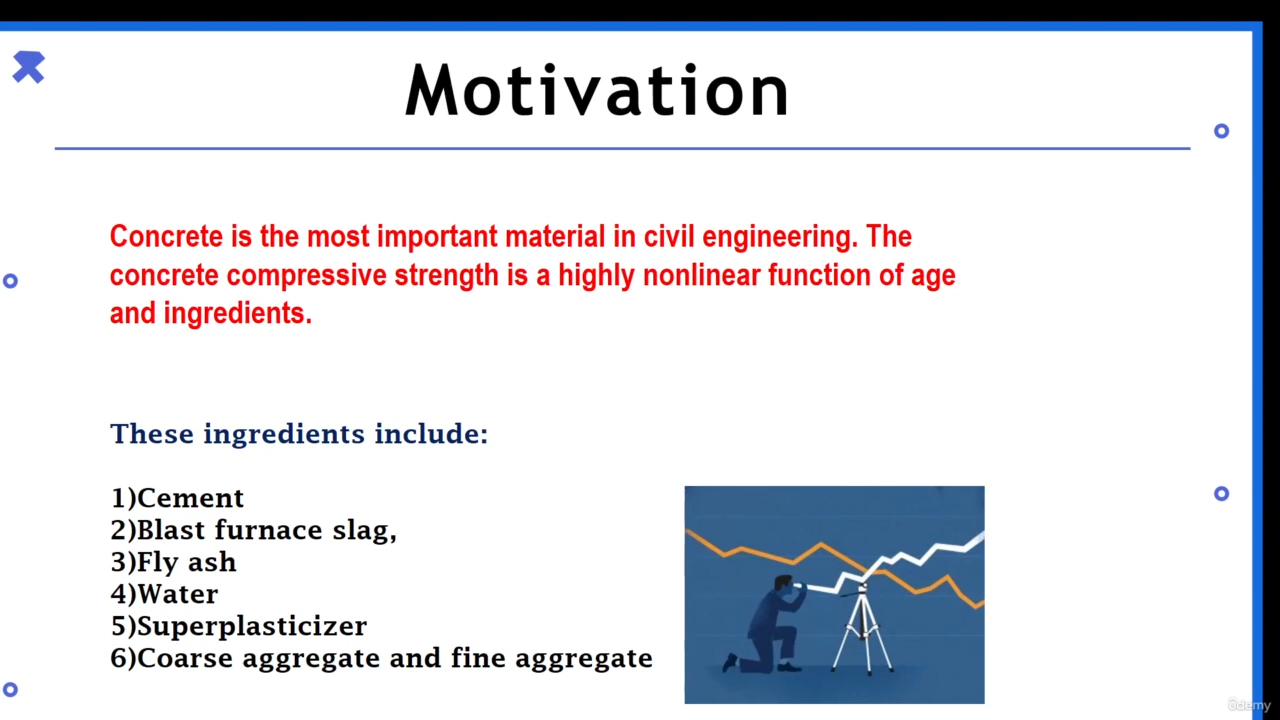 Motivation
Concrete is the most important material in civil engineering. The
concrete compressive strength is a highly nonlinear function of age
and ingredients.
These ingredients include:
1)Cement
2)Blast furnace slag,
3)Fly ash
4)Water
5)Superplasticizer
6)Coarse aggregate and fine aggregate
ûdemy